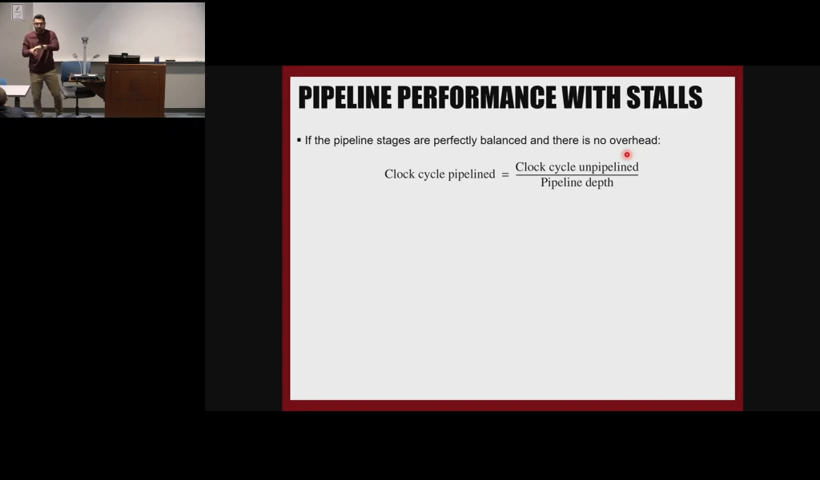 PIPELINE PERFORMANCE WITH STALLS
▪ If the pipeline stages are perfectly balanced and there is no overhead:
Clock cycle pipelined = Clock cycle unpipelined
Pipeline depth